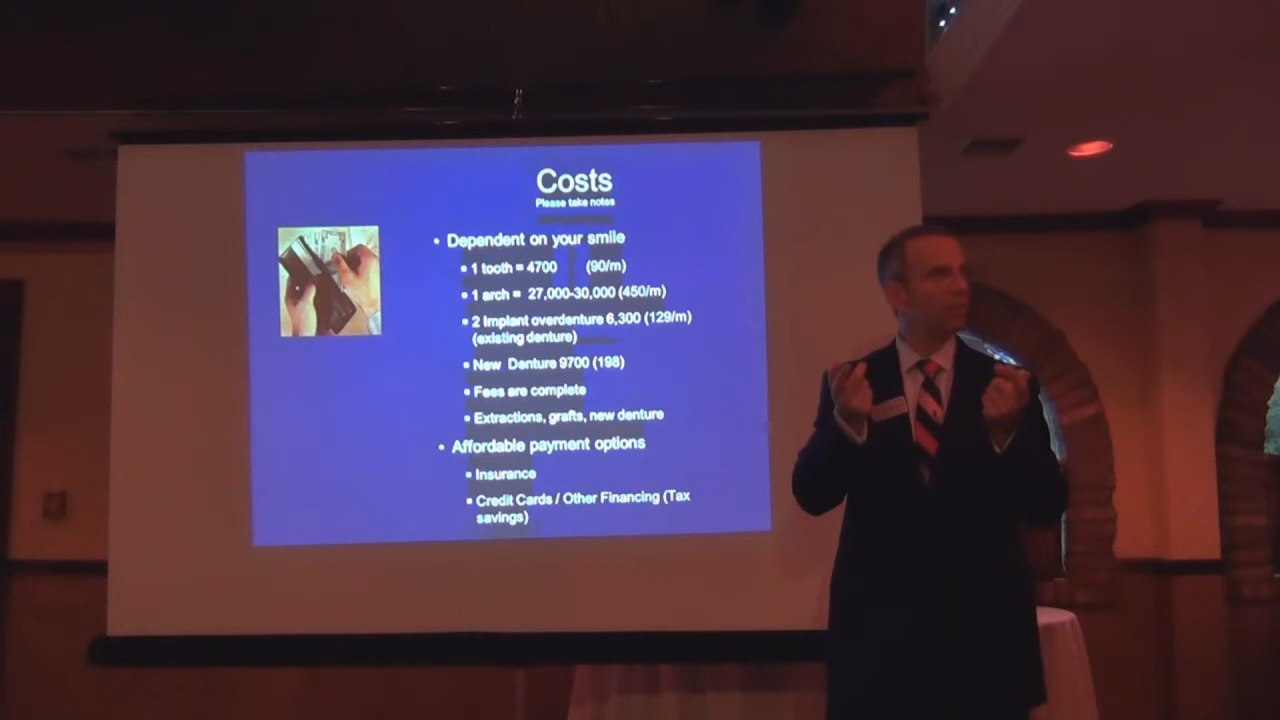 Costs
Please take notes
• Dependent on your smile
▪ 1 tooth = 4700 (90/m)
▪ 1 arch = 27,000-30,000 (450/m)
▪ 2 Implant overdenture 6,300 (129/m)
(existing denture)
▪ New Denture 9700 (198)
▪ Fees are complete
▪ Extractions, grafts, new denture
• Affordable payment options
▪ Insurance
▪ Credit Cards / Other Financing (Tax
savings)